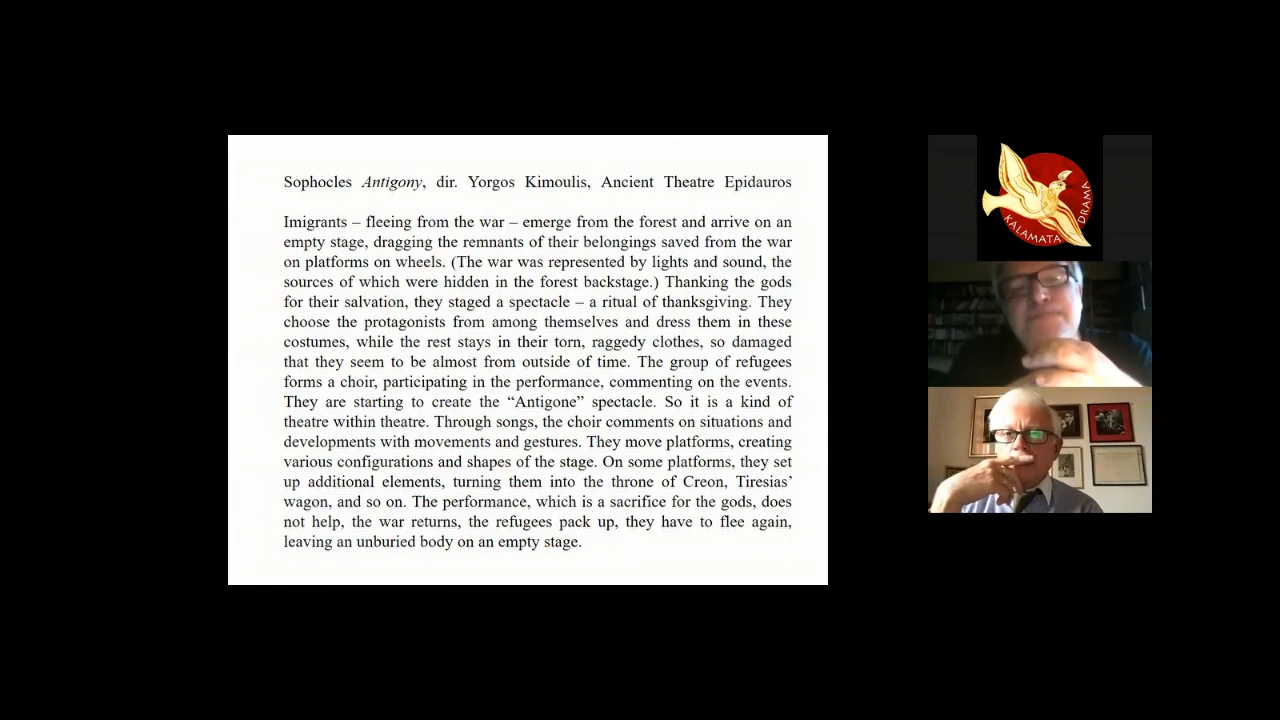 Sophocles Antigony, dir. Yorgos Kimoulis, Ancient Theatre Epidauros
Imigrants – fleeing from the war – emerge from the forest and arrive on an
empty stage, dragging the remnants of their belongings saved from the war
on platforms on wheels. (The war was represented by lights and sound, the
sources of which were hidden in the forest backstage.) Thanking the gods
for their salvation, they staged a spectacle – a ritual of thanksgiving. They
choose the protagonists from among themselves and dress them in these
costumes, while the rest stays in their torn, raggedy clothes, so damaged
that they seem to be almost from outside of time. The group of refugees
forms a choir, participating in the performance, commenting on the events.
They are starting to create the “Antigone” spectacle. So it is a kind of
theatre within theatre. Through songs, the choir comments on situations and
developments with movements and gestures. They move platforms, creating
various configurations and shapes of the stage. On some platforms, they set
up additional elements, turning them into the throne of Creon, Tiresias’
wagon, and so on. The performance, which is a sacrifice for the gods, does
not help, the war returns, the refugees pack up, they have to flee again,
leaving an unburied body on an empty stage.
KALAMATA DRAMA